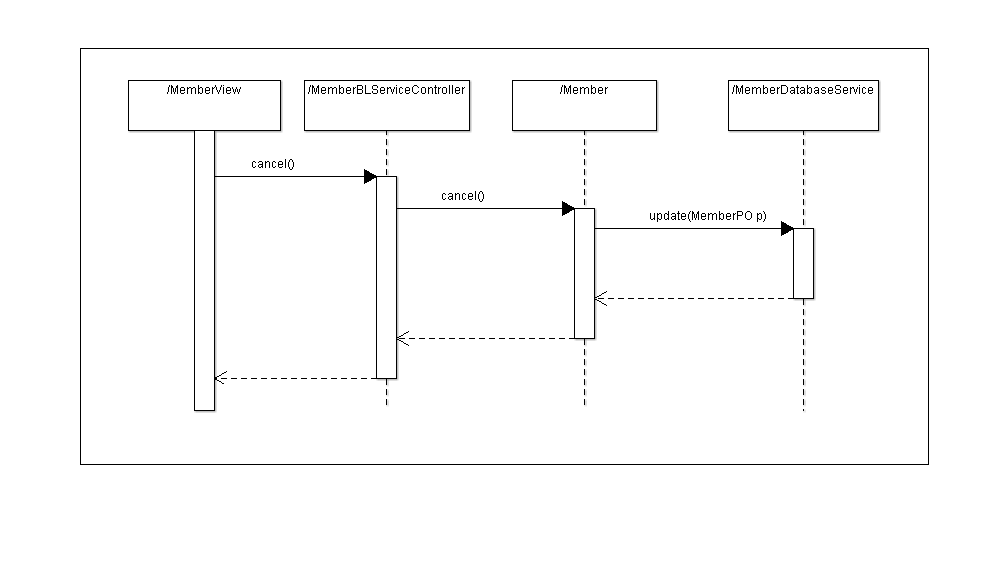 /MemberView
/MemberBLServiceController
/Member
/MemberDatabaseService
cancel()
cancel()
update(MemberPO p)